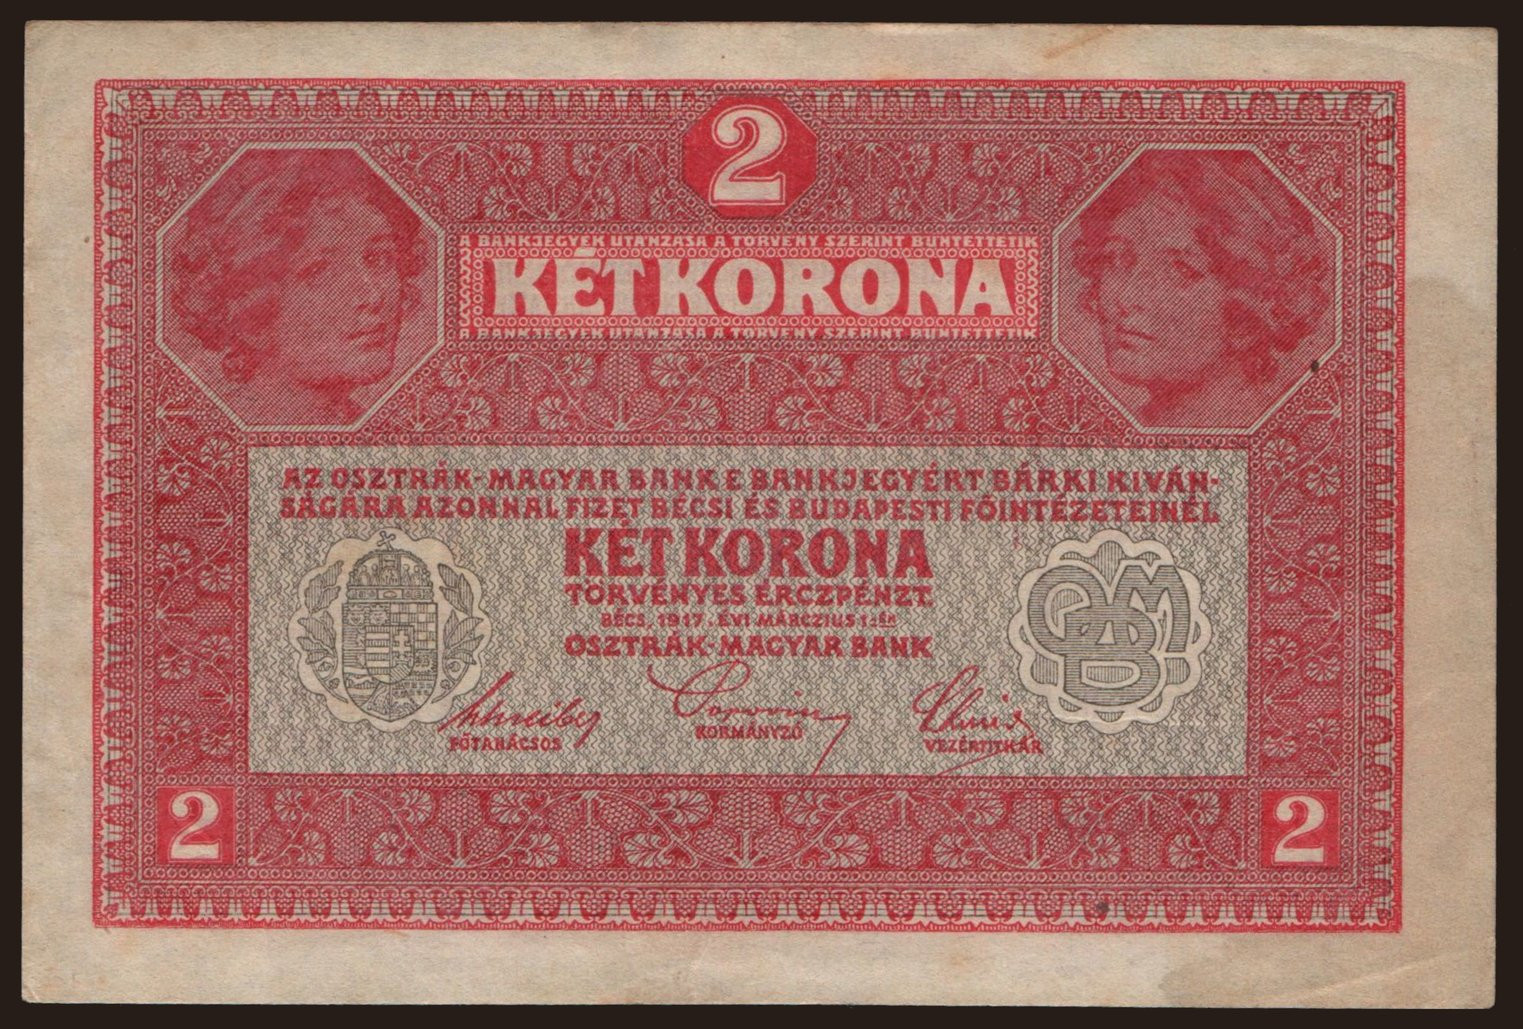 2
A BANKJEGYEK UTÁNZÁSA A TÖRVÉNY SZERINT BÜNTETTETIK
KÉT KORONA
A BANKJEGYEK UTÁNZÁSA A TÖRVÉNY SZERINT BÜNTETTETIK
AZ OSZTRÁK-MAGYAR BANK E BANKJEGYÉRT BÁRKI KIVÁN-
SÁGÁRA AZONNAL FIZET BÉCSI ÉS BUDAPESTI FŐINTÉZETEINÉL
KÉT KORONA
TÖRVÉNYES ÉRCZPÉNZT.
BÉCS, 1917. ÉVI MÁRCZIUS 1-ÉN
OSZTRÁK-MAGYAR BANK
FŐTANÁCSOS KORMÁNYZÓ VEZÉRTITKÁR
2 2